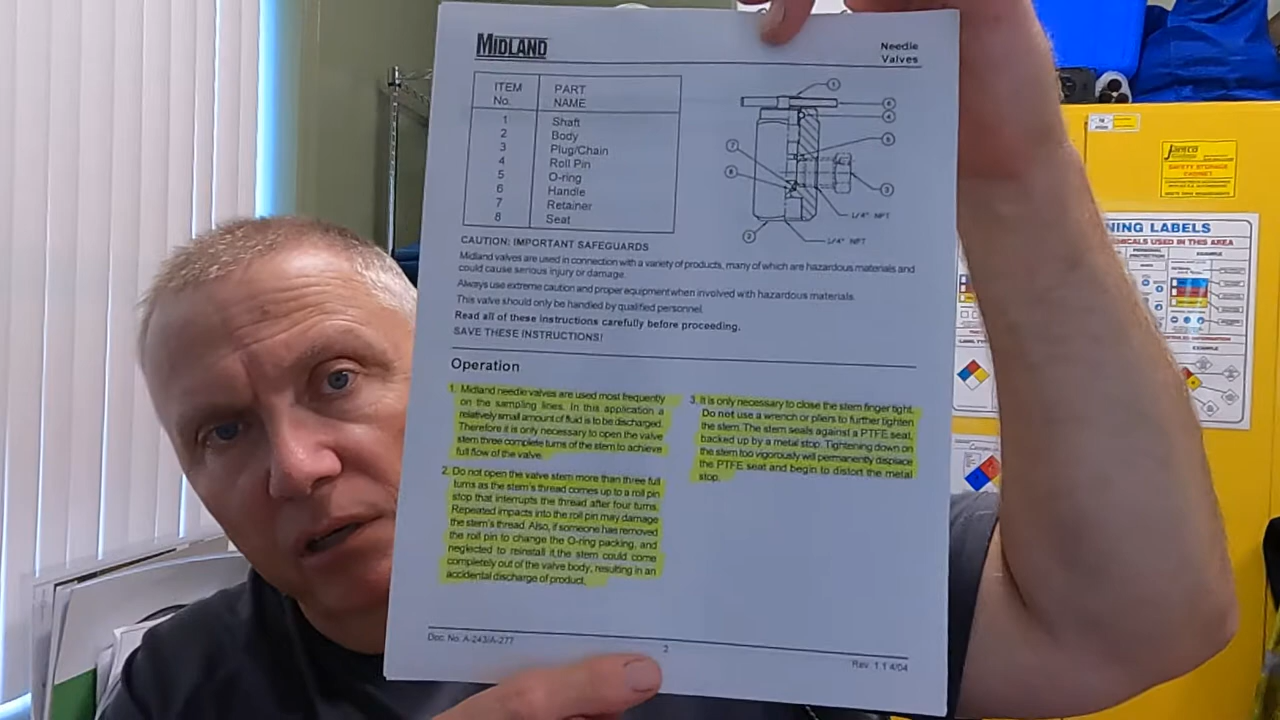 MIDLAND
Needle
Valves
ITEM PART
No. NAME
1 Shaft
2 Body
3 Plug/Chain
4 Roll Pin
5 O-ring
6 Handle
7 Retainer
8 Seat
1/4" NPT
1/4" NPT
CAUTION: IMPORTANT SAFEGUARDS
Midland valves are used in connection with a variety of products, many of which are hazardous materials and
could cause serious injury or damage.
Always use extreme caution and proper equipment when involved with hazardous materials.
This valve should only be handled by qualified personnel.
Read all of these instructions carefully before proceeding.
SAVE THESE INSTRUCTIONS!
Operation
1. Midland needle valves are used most frequently
on the sampling lines. In this application a
relatively small amount of fluid is to be discharged.
Therefore it is only necessary to open the valve
stem three complete turns of the stem to achieve
full flow of the valve.
2. Do not open the valve stem more than three full
turns as the stem's thread comes up to a roll pin
stop that interrupts the thread after four turns.
Repeated impacts into the roll pin may damage
the stem's thread. Also, if someone has removed
the roll pin to change the O-ring packing, and
neglected to reinstall it,the stem could come
completely out of the valve body, resulting in an
accidental discharge of product.
3. It is only necessary to close the stem finger tight.
Do not use a wrench or pliers to further tighten
the stem. The stem seals against a PTFE seat,
backed up by a metal stop. Tightening down on
the stem too vigorously will permanently displace
the PTFE seat and begin to distort the metal
stop.
Doc. No. A-243/A-277
2
Rev. 1.1 4/04
Jamco
SAFETY STORAGE
CABINET
NING LABELS
ICALS USED IN THIS AREA
EXAMPLE
EXAMPLE